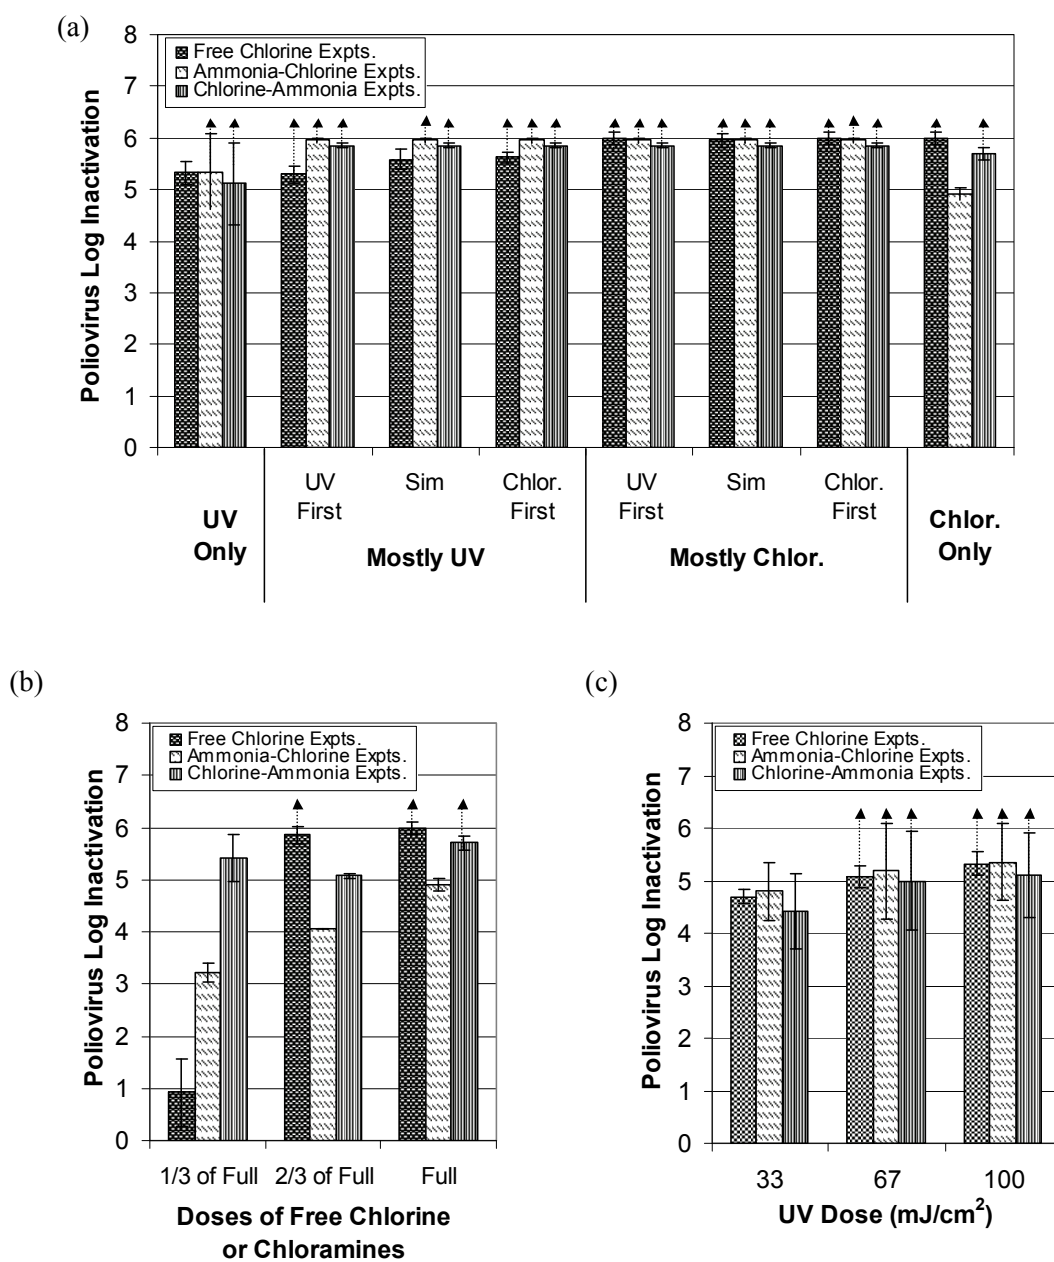 (a)
Poliovirus Log Inactivation
8
7
6
5
4
3
2
1
0
Free Chlorine Expts.
Ammonia-Chlorine Expts.
Chlorine-Ammonia Expts.
UV Only
UV First
Sim
Chlor. First
Mostly UV
UV First
Sim
Chlor. First
Mostly Chlor.
Chlor. Only
(b)
Poliovirus Log Inactivation
8
7
6
5
4
3
2
1
0
Free Chlorine Expts.
Ammonia-Chlorine Expts.
Chlorine-Ammonia Expts.
1/3 of Full
2/3 of Full
Full
Doses of Free Chlorine
or Chloramines
(c)
Poliovirus Log Inactivation
8
7
6
5
4
3
2
1
0
Free Chlorine Expts.
Ammonia-Chlorine Expts.
Chlorine-Ammonia Expts.
33
67
100
UV Dose (mJ/cm²)